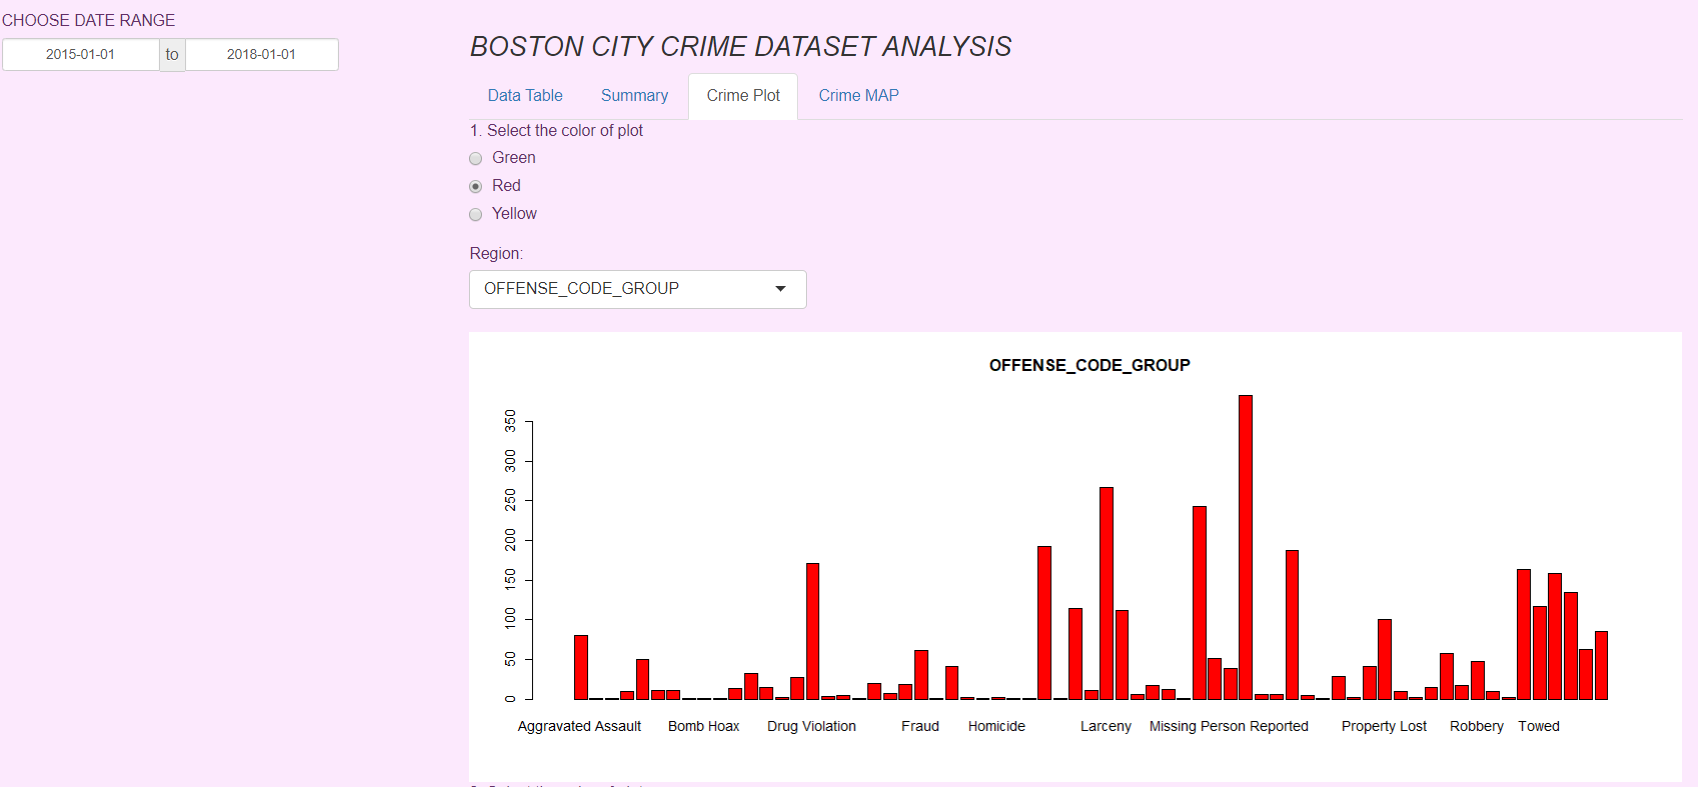 CHOOSE DATE RANGE
2015-01-01 to 2018-01-01
BOSTON CITY CRIME DATASET ANALYSIS
Data Table Summary Crime Plot Crime MAP
1. Select the color of plot
Green
Red
Yellow
Region:
OFFENSE_CODE_GROUP
OFFENSE_CODE_GROUP
350
300
250
200
150
100
50
0
Aggravated Assault Bomb Hoax Drug Violation Fraud Homicide Larceny Missing Person Reported Property Lost Robbery Towed